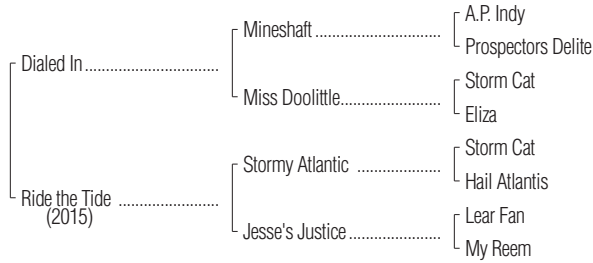 A.P. Indy
Mineshaft
Prospectors Delite
Dialed In
Storm Cat
Miss Doolittle
Eliza
Storm Cat
Stormy Atlantic
Hail Atlantis
Ride the Tide
(2015)
Lear Fan
Jesse's Justice
My Reem